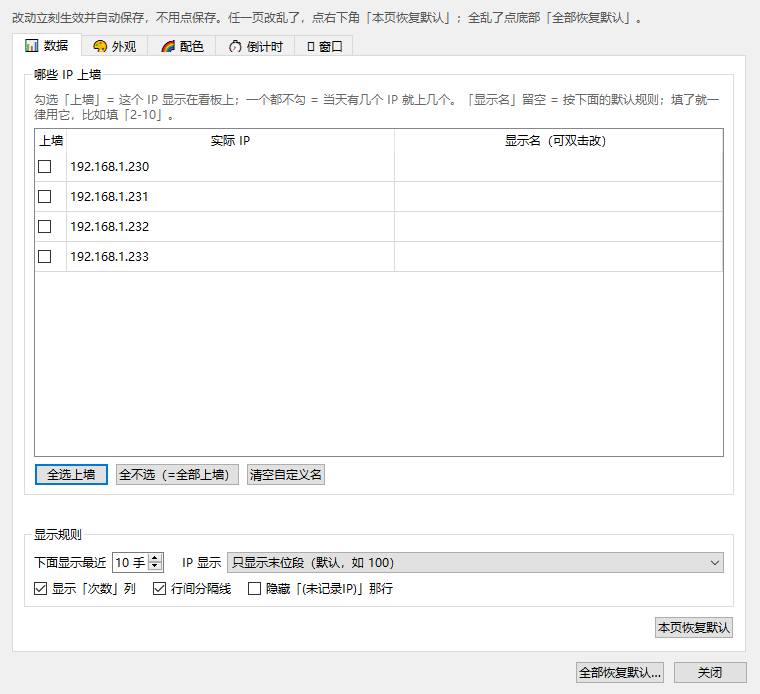 改动立刻生效并自动保存，不用点保存。任一页改乱了，点右下角「本页恢复默认」；全乱了点底部「全部恢复默认」。
数据 外观 配色 倒计时 窗口
哪些 IP 上墙
勾选「上墙」= 这个 IP 显示在看板上；一个都不勾 = 当天有几个 IP 就上几个。「显示名」留空 = 按下面的默认规则；填了就一
律用它，比如填「2-10」。
上墙 实际 IP 显示名（可双击改）
192.168.1.230
192.168.1.231
192.168.1.232
192.168.1.233
全选上墙 全不选（=全部上墙） 清空自定义名
显示规则
下面显示最近 10 手 IP 显示 只显示末位段（默认，如 100）
显示「次数」列 行间分隔线 隐藏「(未记录IP)」那行
本页恢复默认
全部恢复默认... 关闭